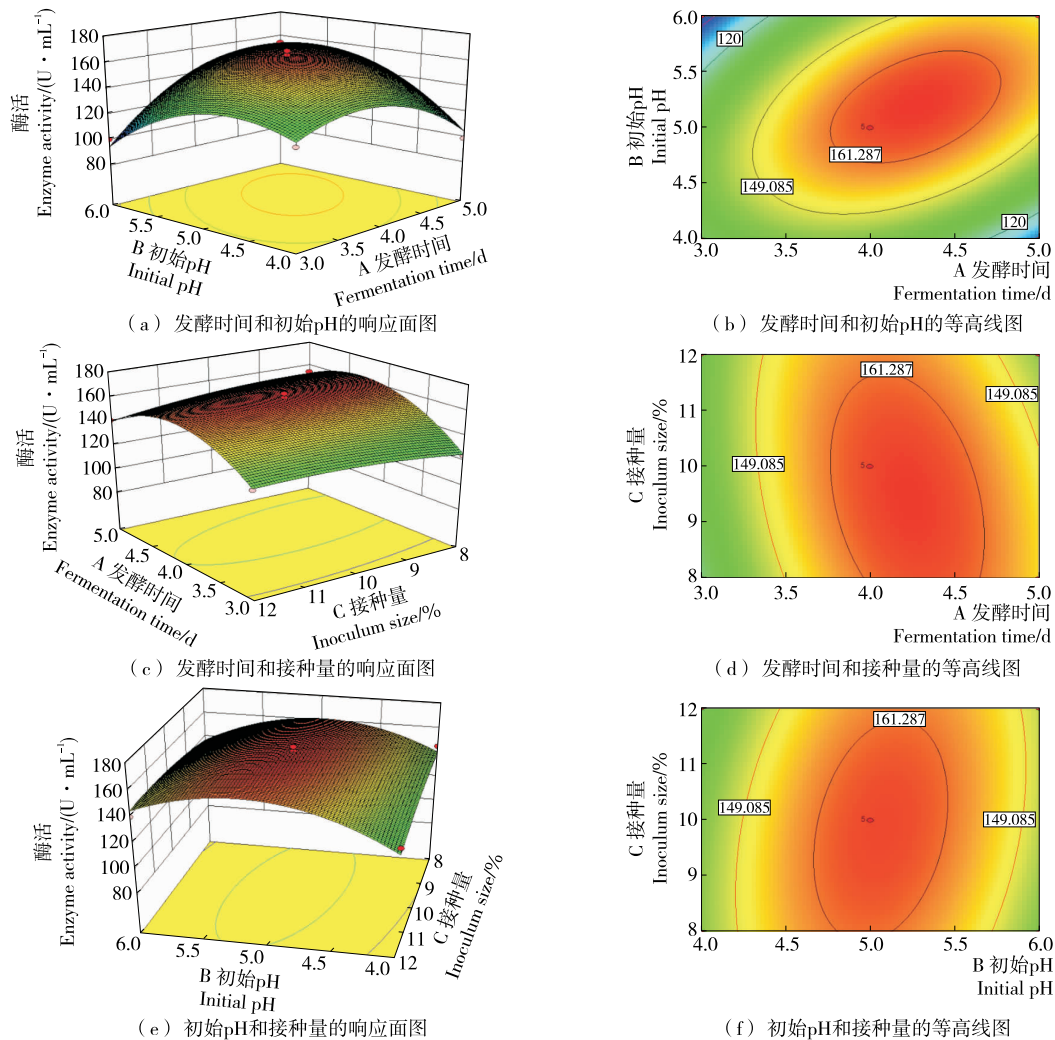 180
160
140
120
100
80
酶活
Enzyme activity/(U·mL⁻¹)
6.0
5.5
5.0
4.5
4.0
B 初始pH
Initial pH
3.0
3.5
4.0
4.5
5.0
A 发酵时间
Fermentation time/d
（a）发酵时间和初始pH的响应面图
6.0
5.5
5.0
4.5
4.0
B 初始pH
Initial pH
120
5
161.287
149.085
120
3.0 3.5 4.0 4.5 5.0
A 发酵时间
Fermentation time/d
（b）发酵时间和初始pH的等高线图
180
160
140
120
100
80
酶活
Enzyme activity/(U·mL⁻¹)
5.0
4.5
4.0
3.5
3.0
A 发酵时间
Fermentation time/d
12
11
10
9
8
C 接种量
Inoculum size/%
（c）发酵时间和接种量的响应面图
12
11
10
9
8
C 接种量
Inoculum size/%
161.287
149.085
149.085
5
3.0 3.5 4.0 4.5 5.0
A 发酵时间
Fermentation time/d
（d）发酵时间和接种量的等高线图
180
160
140
120
100
80
酶活
Enzyme activity/(U·mL⁻¹)
6.0
5.5
5.0
4.5
4.0
B 初始pH
Initial pH
8
9
10
11
12
C 接种量
Inoculum size/%
（e）初始pH和接种量的响应面图
12
11
10
9
8
C 接种量
Inoculum size/%
161.287
149.085
149.085
5
4.0 4.5 5.0 5.5 6.0
B 初始pH
Initial pH
（f）初始pH和接种量的等高线图